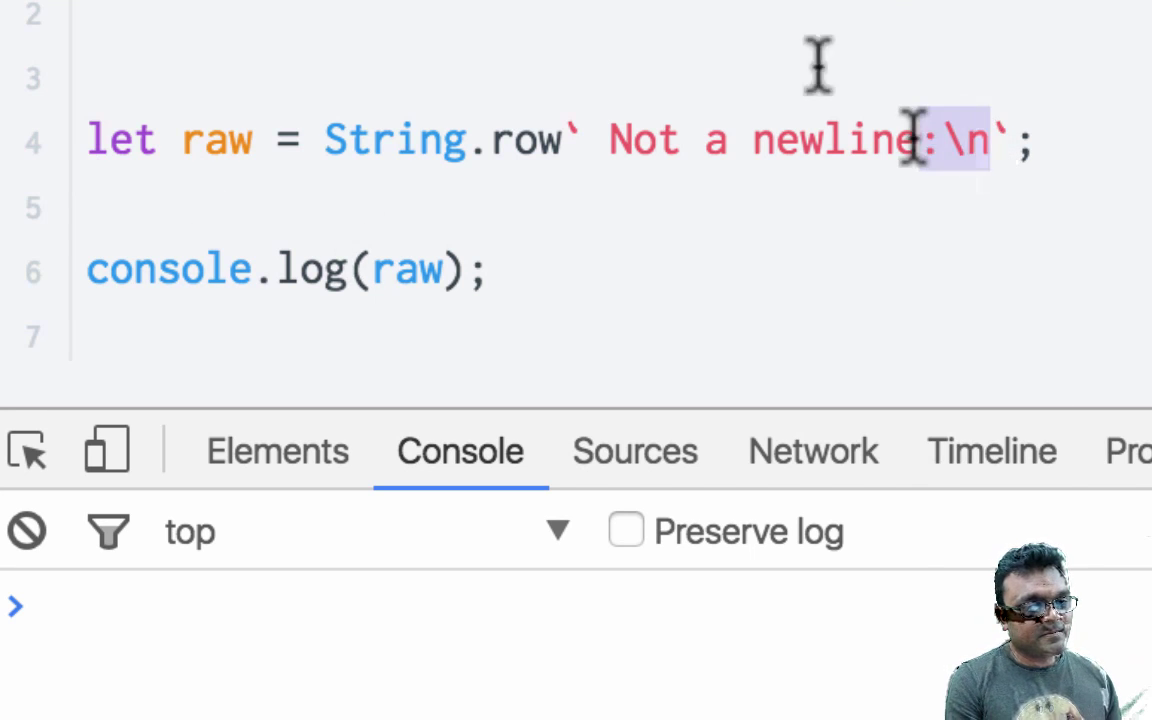 2
3
4 let raw = String.row` Not a newline:\n`;
5
6 console.log(raw);
7
Elements Console Sources Network Timeline Pro
top Preserve log